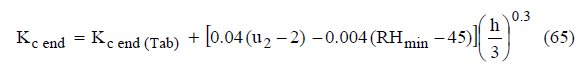 K_c end = K_c end (Tab) + [0.04 (u_2 – 2) – 0.004 (RH_min – 45)] (h/3)^0.3 (65)